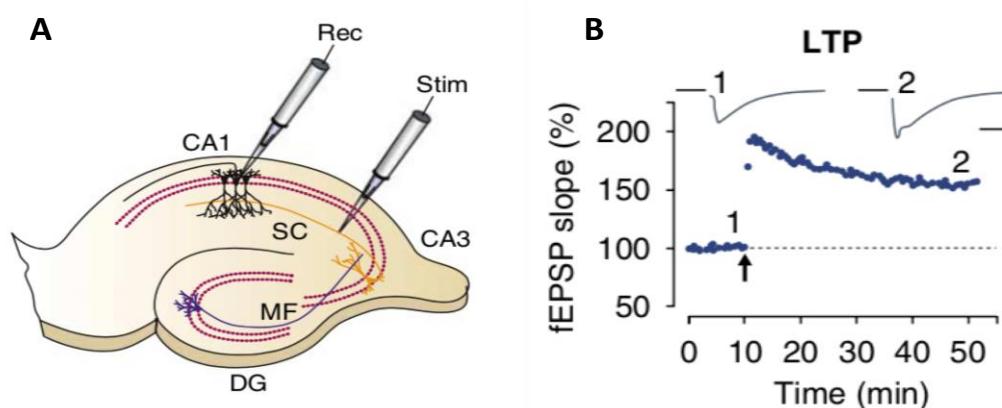 A
Rec
Stim
CA1
SC
CA3
MF
DG
B
LTP
1
2
200
150
100
50
2
1
fEPSP slope (%)
0 10 20 30 40 50
Time (min)